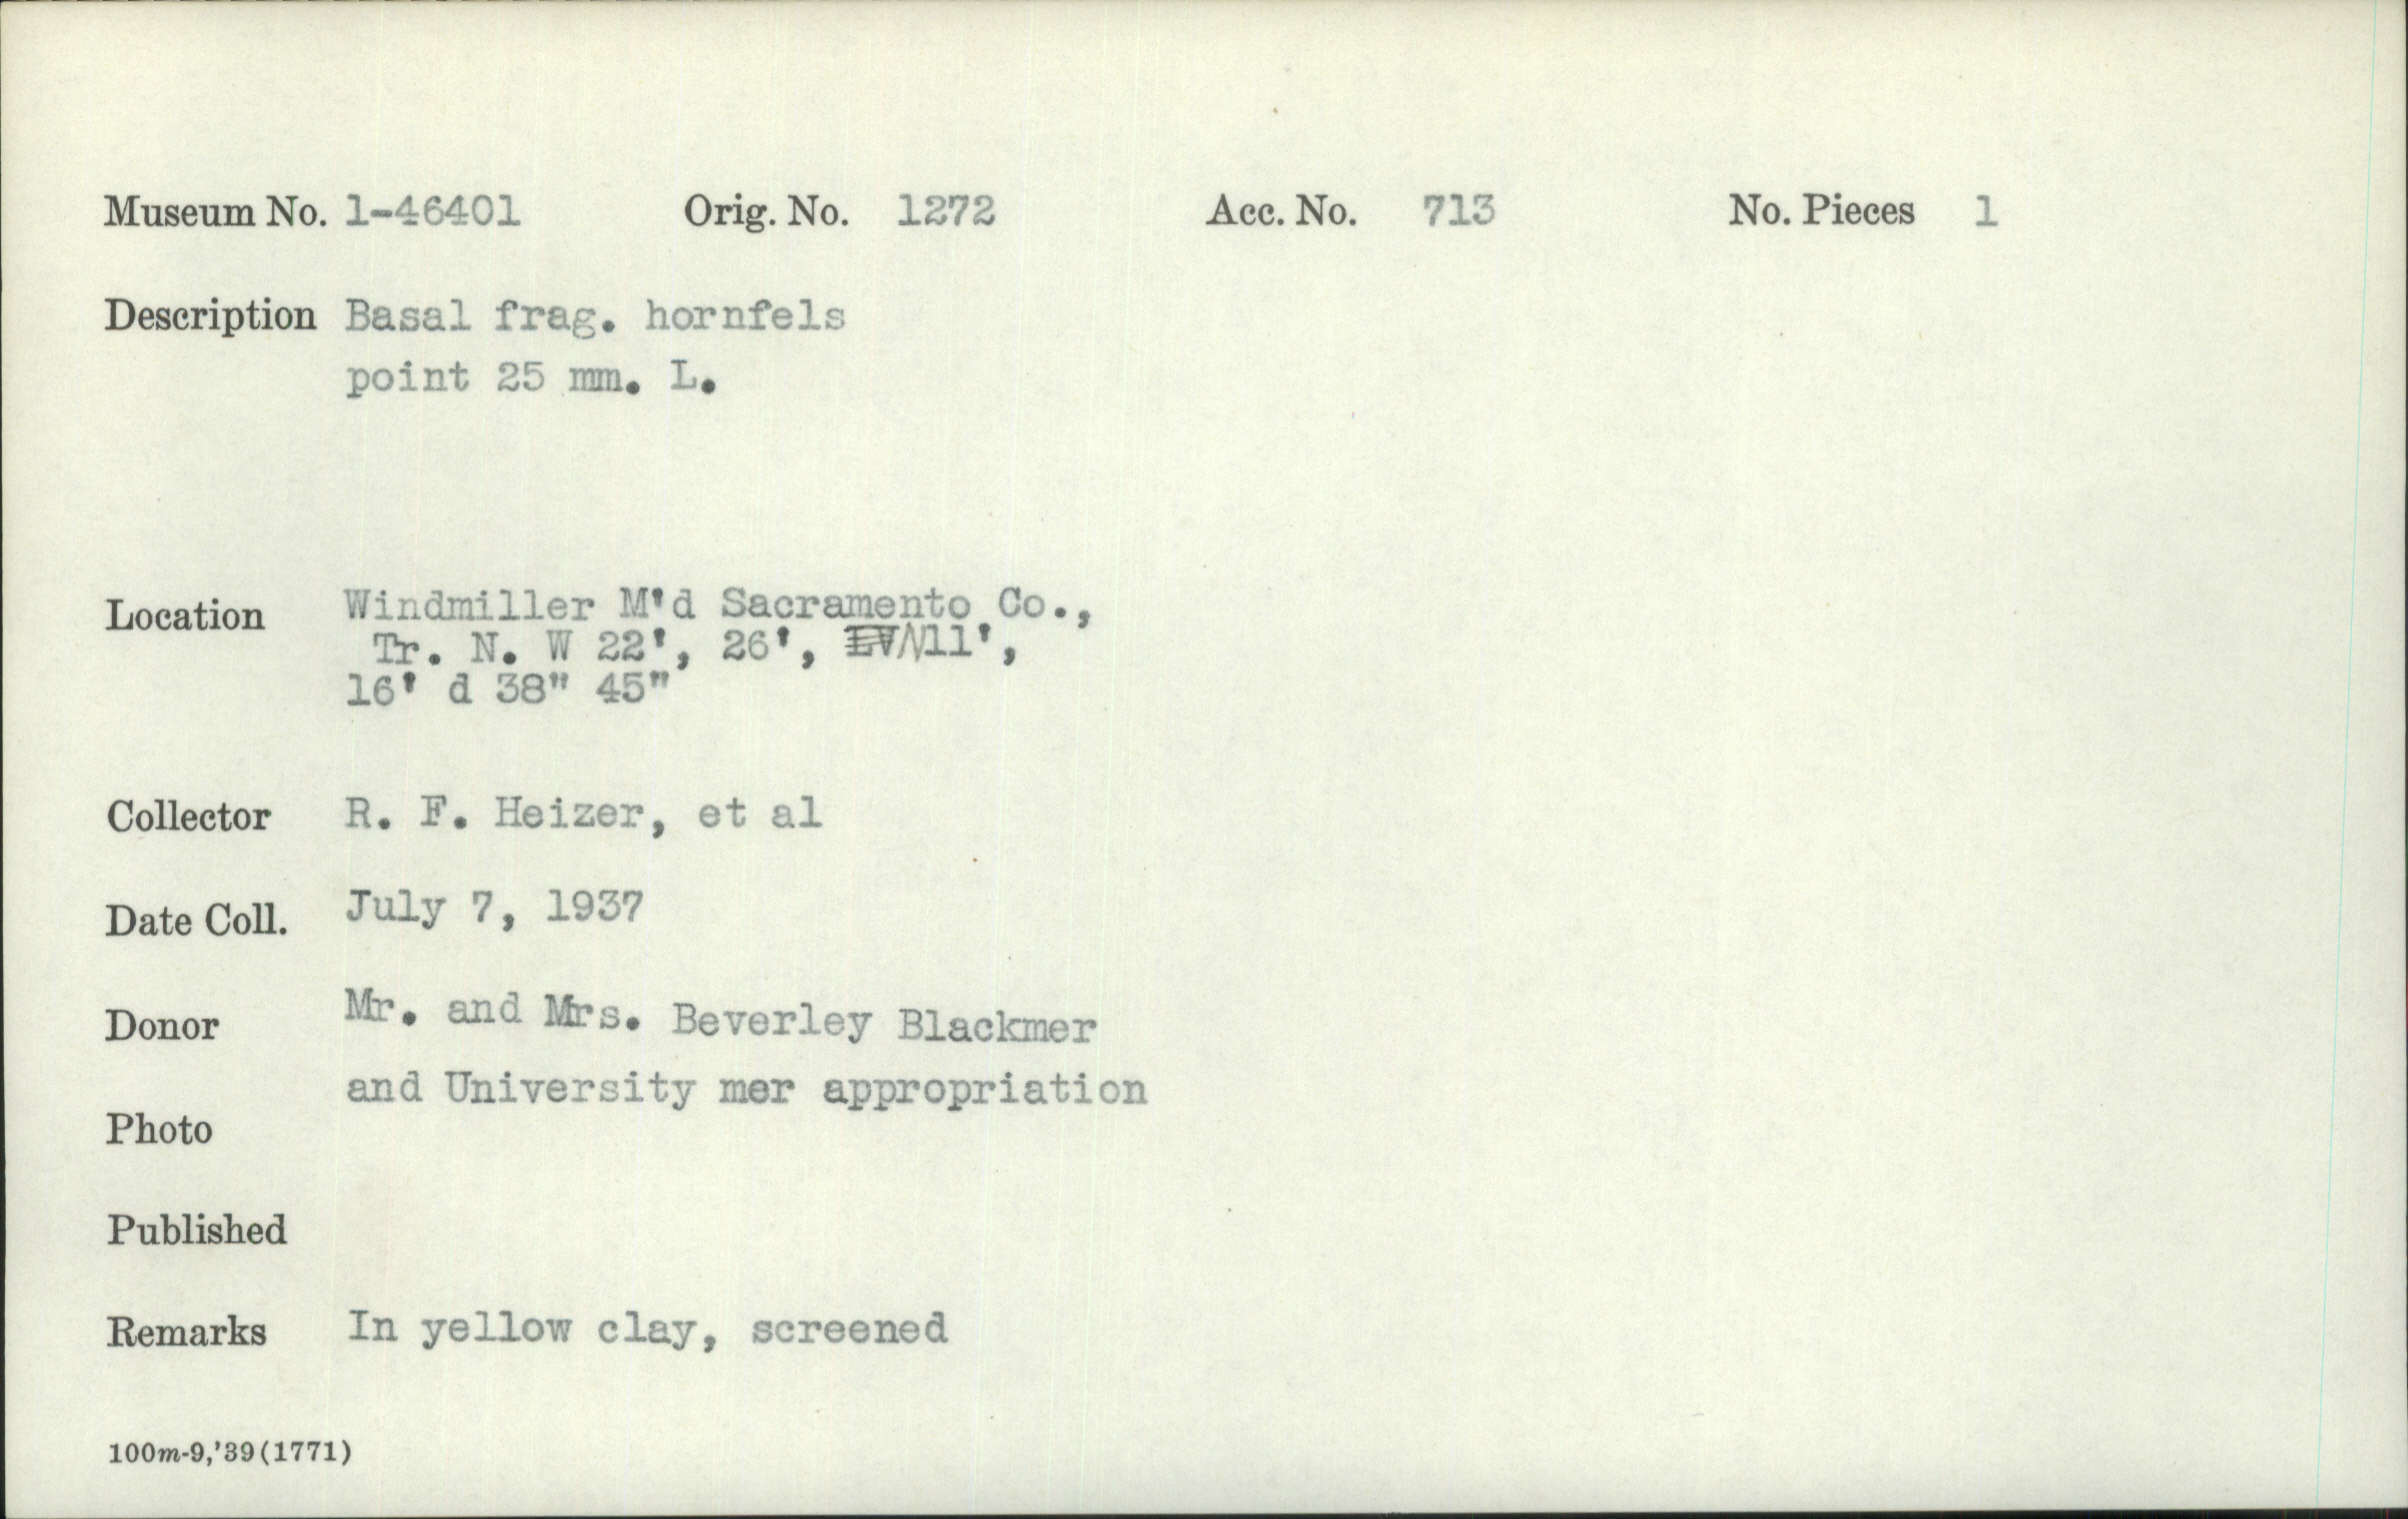 Museum No. 1-46401 Orig. No. 1272 Acc. No. 713 No. Pieces 1
Description Basal frag. hornfels
point 25 mm. L.
Location Windmiller M'd Sacramento Co.,
Tr. N. W 22', 26', N11',
16' d 38" 45"
Collector R. F. Heizer, et al
Date Coll. July 7, 1937
Donor Mr. and Mrs. Beverley Blackmer
and University mer appropriation
Photo
Published
Remarks In yellow clay, screened
100m-9,'39(1771)